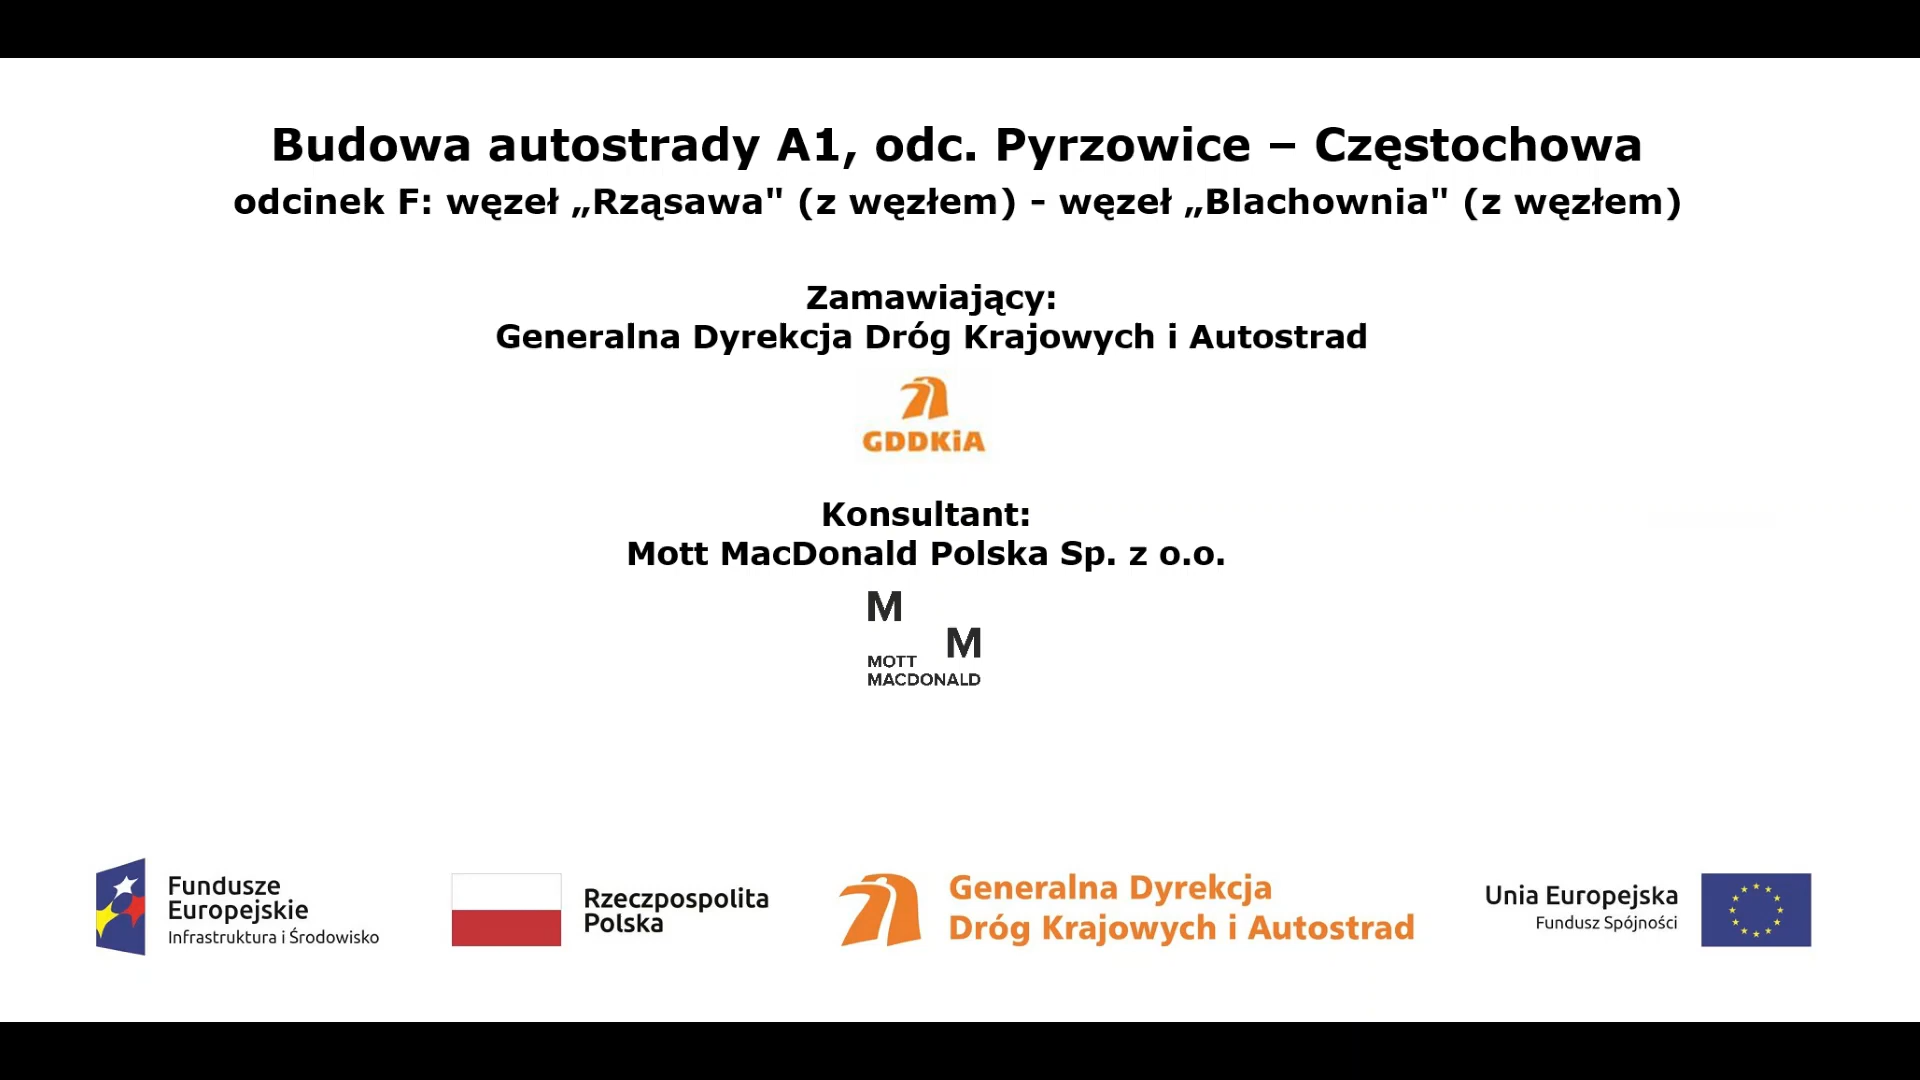 Budowa autostrady A1, odc. Pyrzowice – Częstochowa
odcinek F: węzeł „Rząsawa" (z węzłem) - węzeł „Blachownia" (z węzłem)
Zamawiający:
Generalna Dyrekcja Dróg Krajowych i Autostrad
GDDKiA
Konsultant:
Mott MacDonald Polska Sp. z o.o.
M
M
MOTT
MACDONALD
Fundusze
Europejskie
Infrastruktura i Środowisko
Rzeczpospolita
Polska
Generalna Dyrekcja
Dróg Krajowych i Autostrad
Unia Europejska
Fundusz Spójności